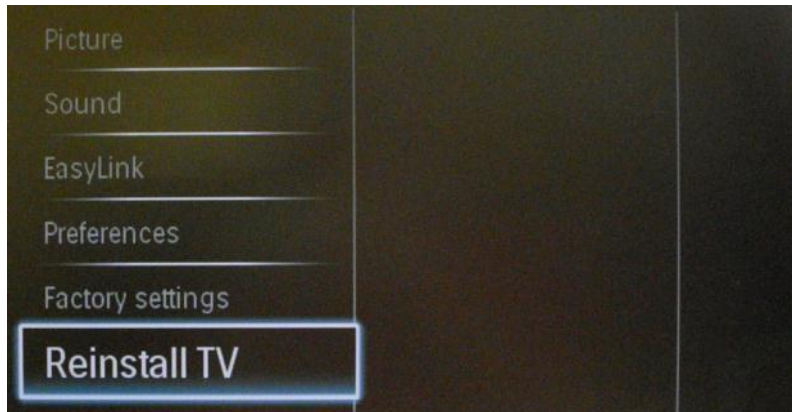 Picture
Sound
EasyLink
Preferences
Factory settings
Reinstall TV